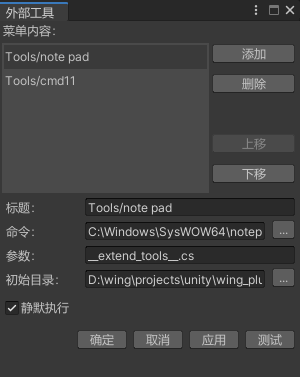 外部工具
菜单内容:
Tools/note pad
添加
Tools/cmd11
删除
上移
下移
标题:
Tools/note pad
命令:
C:\Windows\SysWOW64\notep
...
参数:
__extend_tools__.cs
初始目录:
D:\wing\projects\unity\wing_plu
...
静默执行
确定
取消
应用
测试